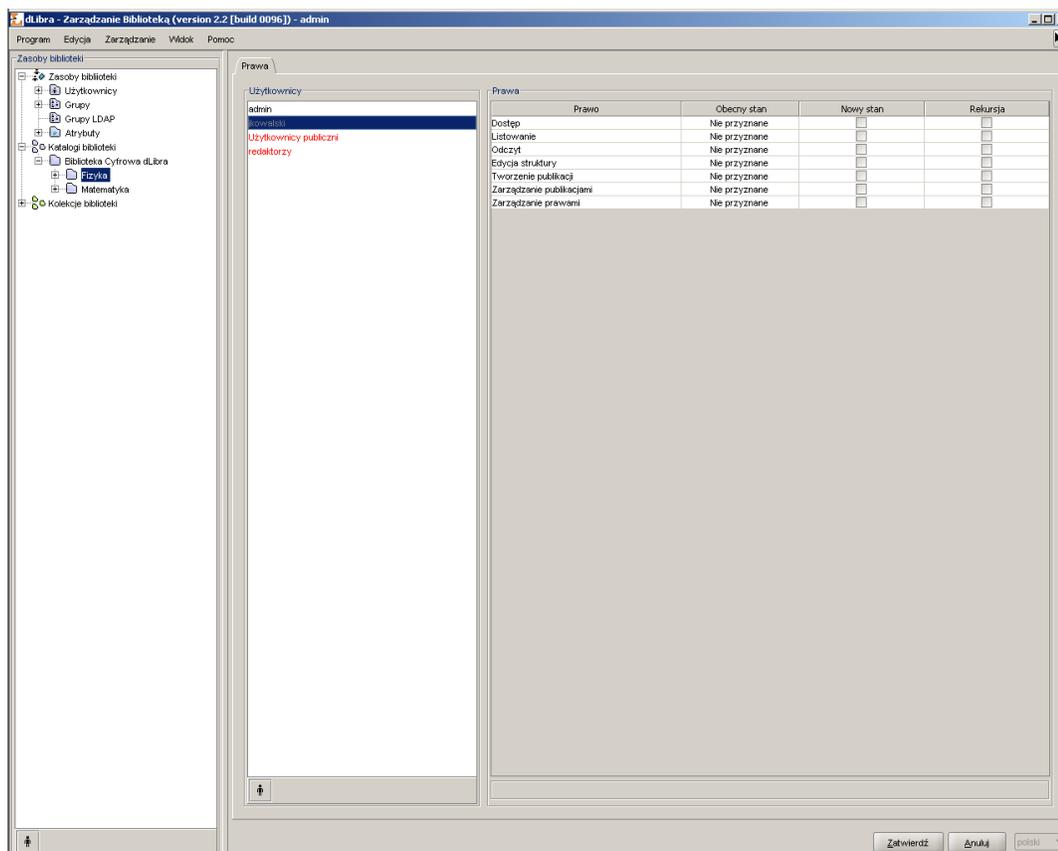 dLibra - Zarządzanie Biblioteką (version 2.2 [build 0096]) - admin
Program Edycja Zarządzanie Widok Pomoc
Zasoby biblioteki
Zasoby biblioteki
Użytkownicy
Grupy
Grupy LDAP
Atrybuty
Katalogi biblioteki
Biblioteka Cyfrowa dLibra
Fizyka
Matematyka
Kolekcje biblioteki
Prawa
Użytkownicy
admin
kowalski
Użytkownicy publiczni
redaktorzy
Prawa
Prawo Obecny stan Nowy stan Rekursja
Dostęp Nie przyznane
Listowanie Nie przyznane
Odczyt Nie przyznane
Edycja struktury Nie przyznane
Tworzenie publikacji Nie przyznane
Zarządzanie publikacjami Nie przyznane
Zarządzanie prawami Nie przyznane
Zatwierdź Anuluj polski